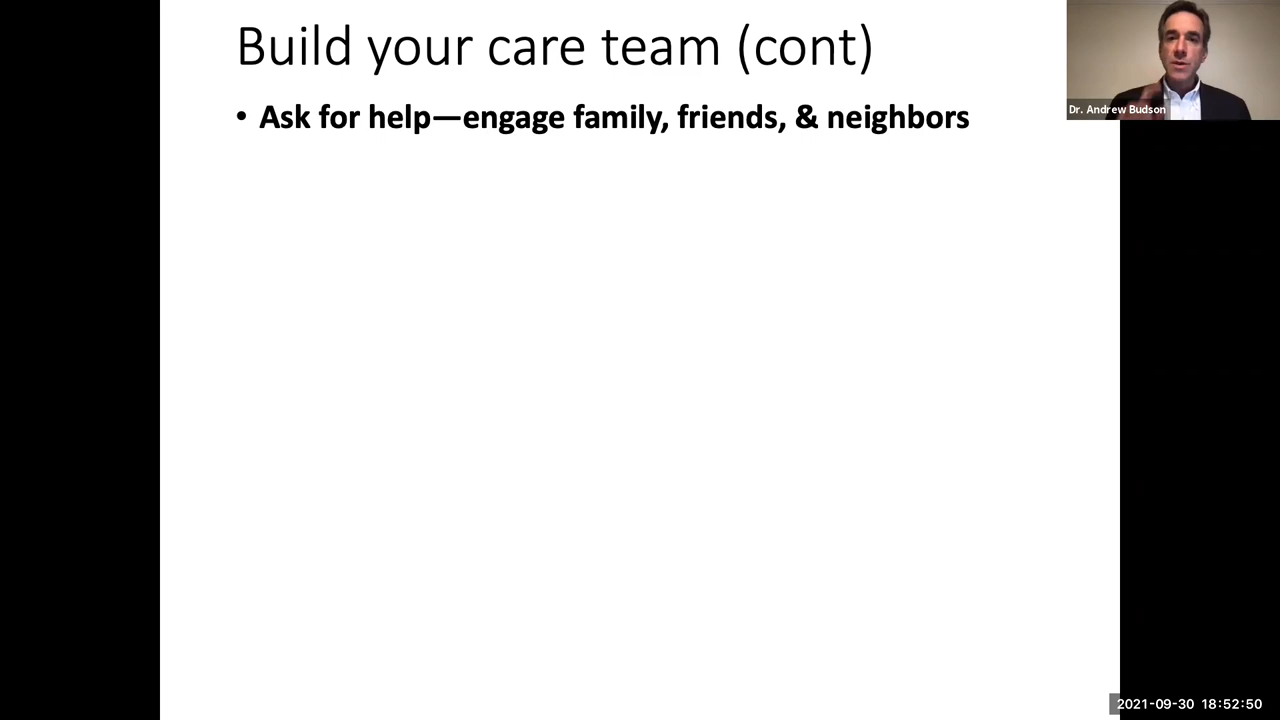 Build your care team (cont)
• Ask for help—engage family, friends, & neighbors
Dr. Andrew Budson
2021-09-30 18:52:50